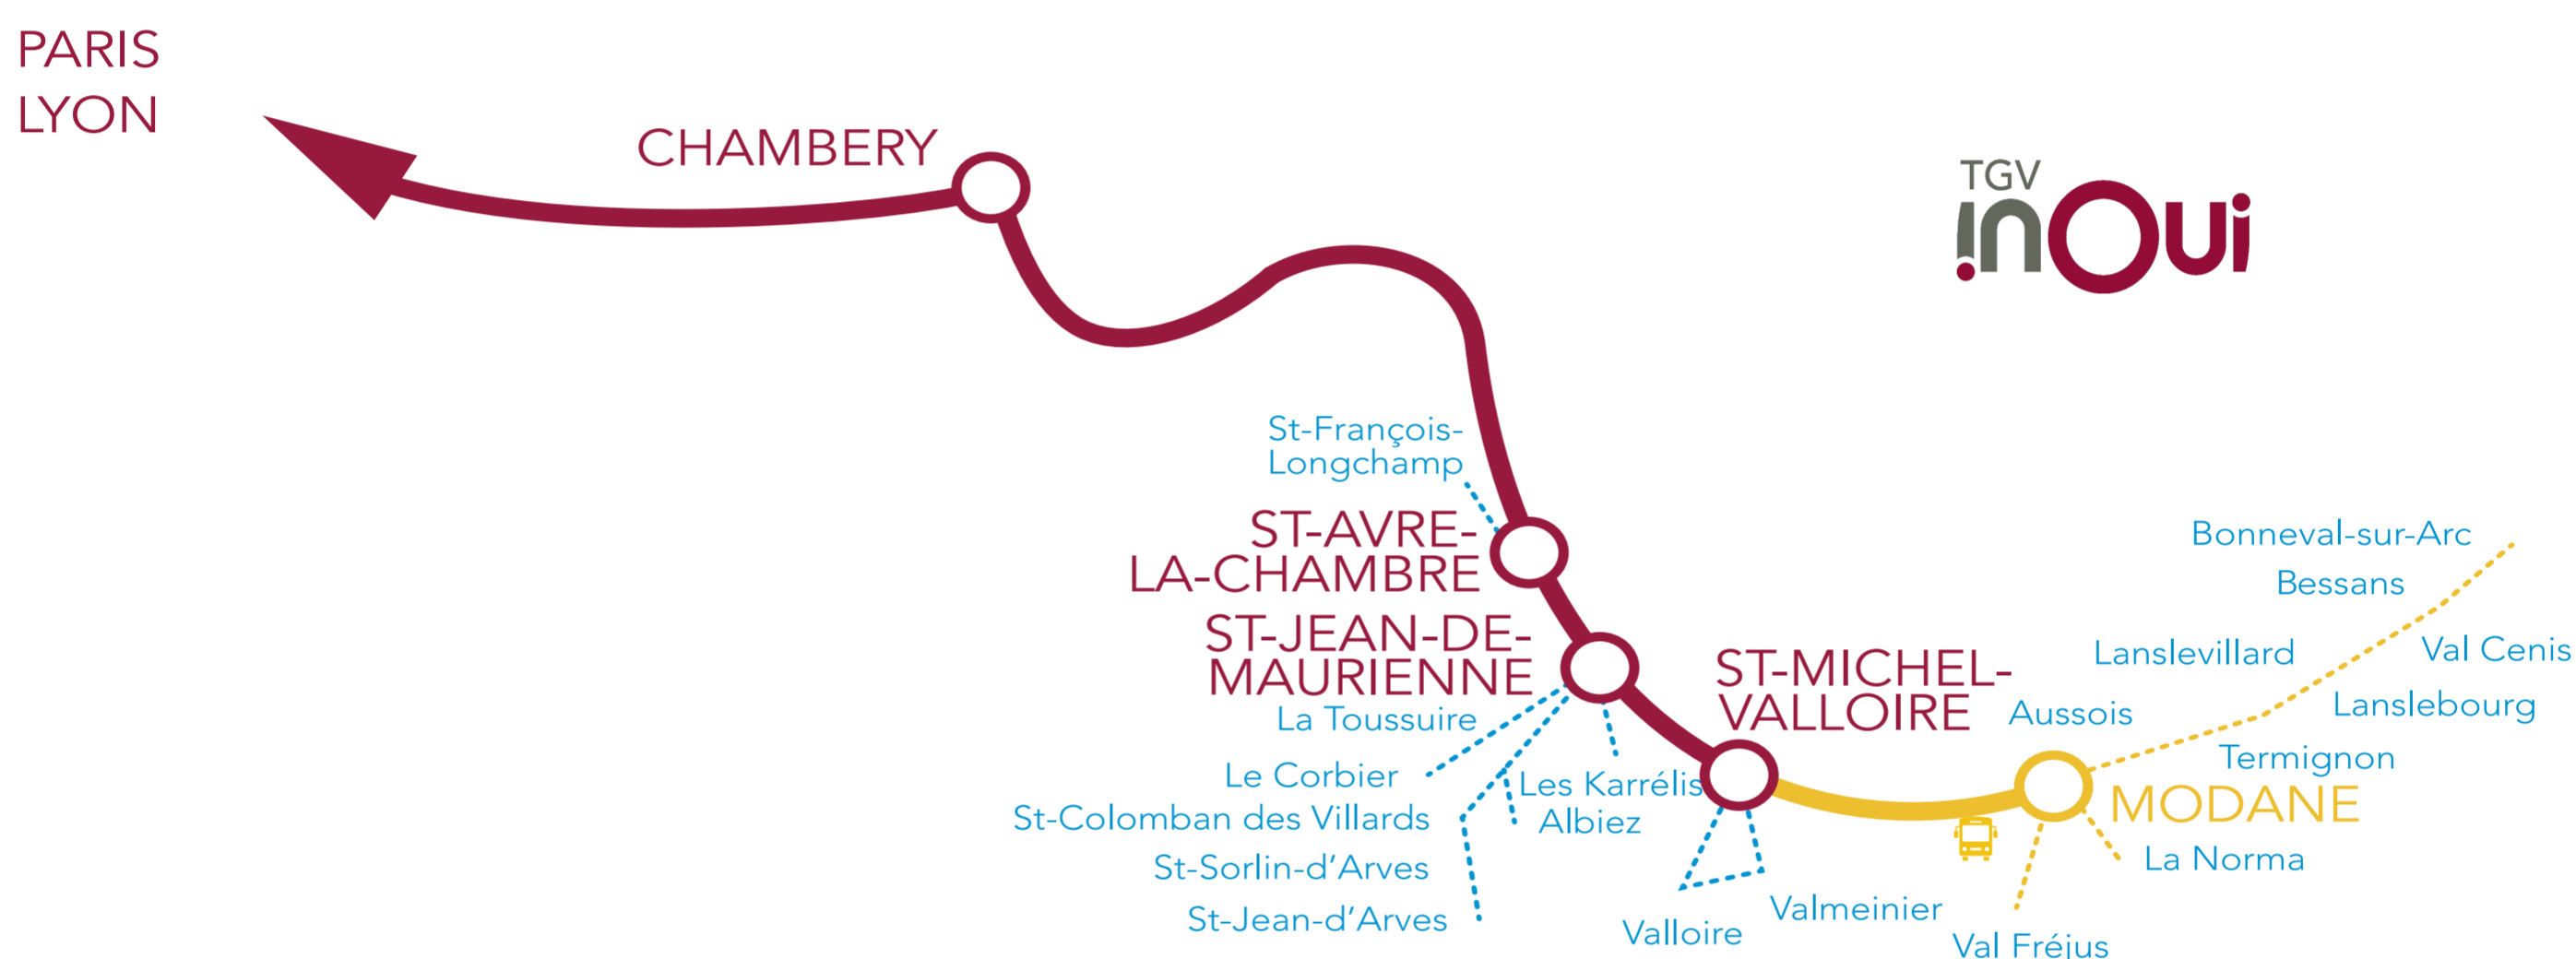 PARIS
LYON
CHAMBERY
TGV
inOui
St-François-
Longchamp
ST-AVRE-
LA-CHAMBRE
ST-JEAN-DE-
MAURIENNE
La Toussuire
Le Corbier
St-Colomban des Villards
St-Sorlin-d'Arves
St-Jean-d'Arves
Les Karrélis
Albiez
ST-MICHEL-
VALLOIRE
Valloire
Valmeinier
Bonneval-sur-Arc
Bessans
Lanslevillard
Val Cenis
Lanslebourg
Aussois
Termignon
MODANE
La Norma
Val Fréjus